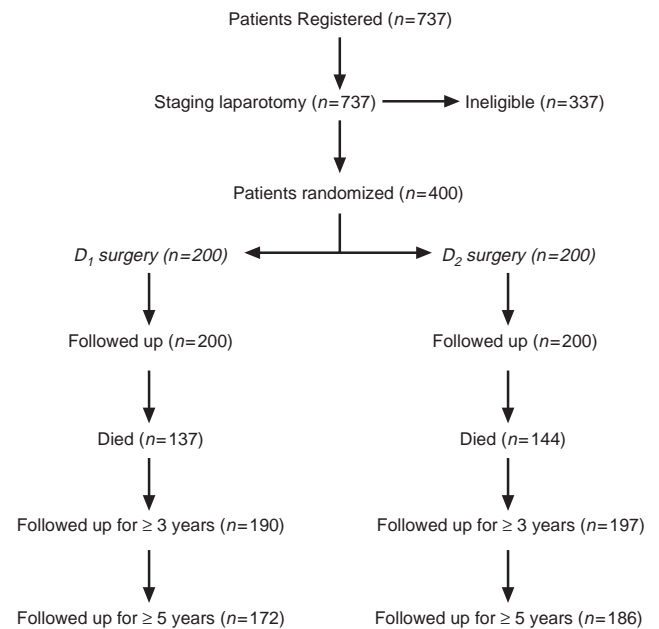 Patients Registered (n=737)
Staging laparotomy (n=737)
Ineligible (n=337)
Patients randomized (n=400)
D1 surgery (n=200)
D2 surgery (n=200)
Followed up (n=200)
Followed up (n=200)
Died (n=137)
Died (n=144)
Followed up for ≥ 3 years (n=190)
Followed up for ≥ 3 years (n=197)
Followed up for ≥ 5 years (n=172)
Followed up for ≥ 5 years (n=186)